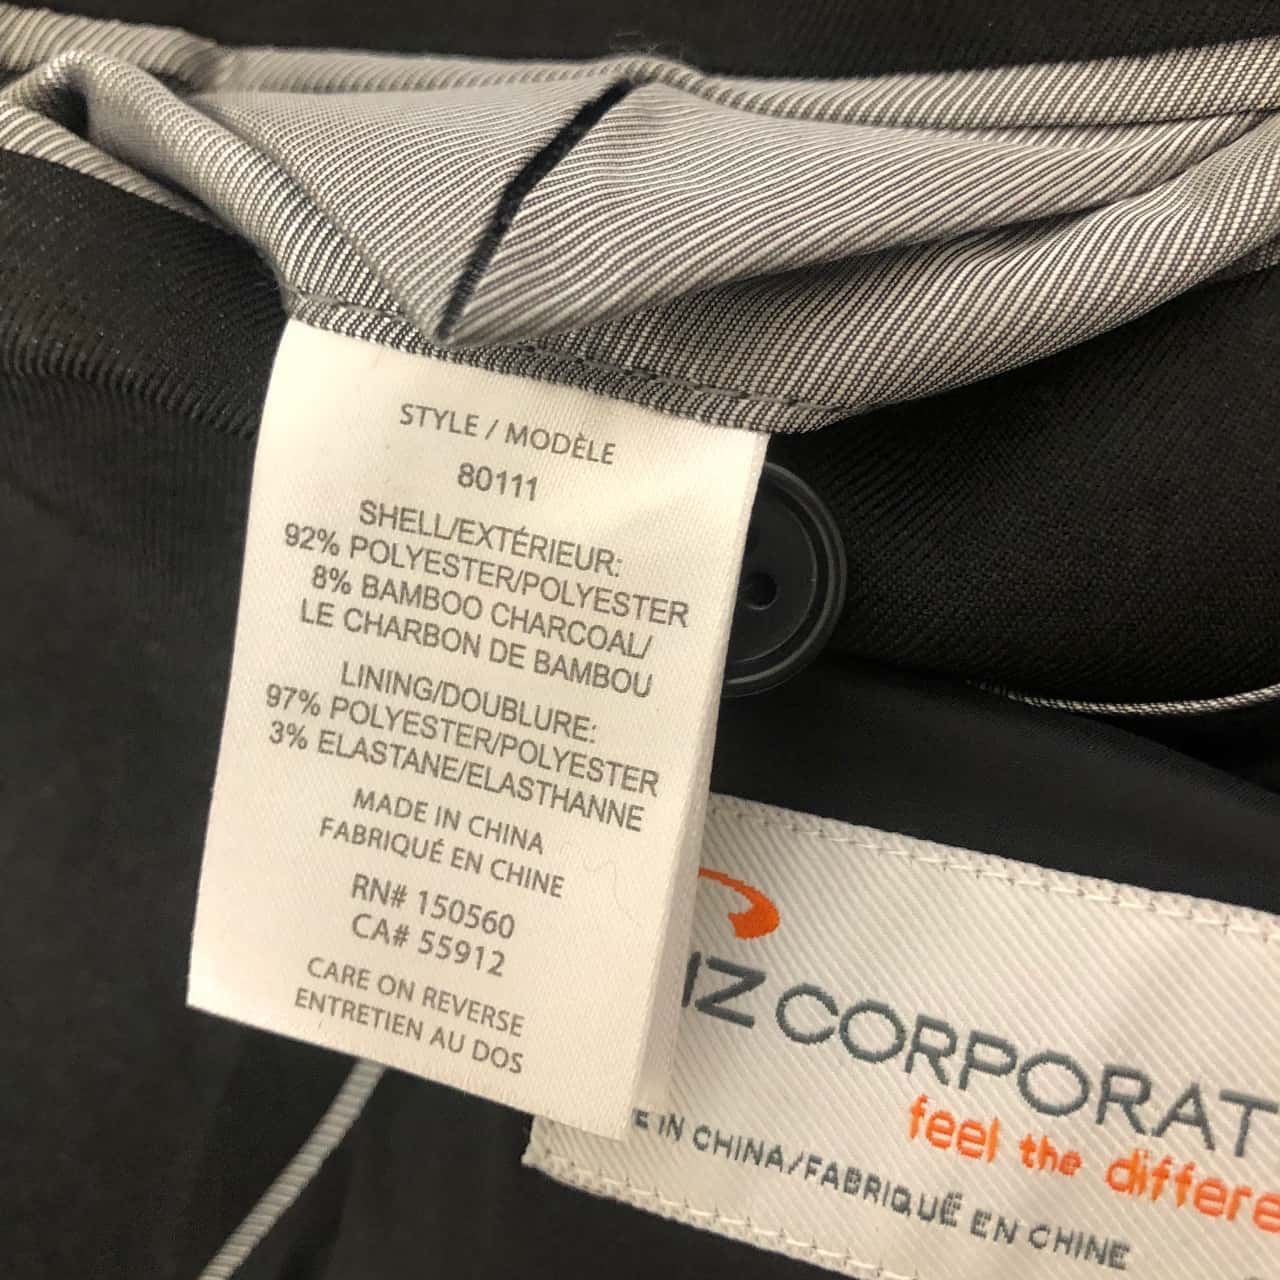 STYLE / MODÈLE
80111
SHELL/EXTÉRIEUR:
92% POLYESTER/POLYESTER
8% BAMBOO CHARCOAL/
LE CHARBON DE BAMBOU
LINING/DOUBLURE:
97% POLYESTER/POLYESTER
3% ELASTANE/ELASTHANNE
MADE IN CHINA
FABRIQUÉ EN CHINE
RN# 150560
CA# 55912
CARE ON REVERSE
ENTRETIEN AU DOS
IZ CORPORAT
feel the differe
E IN CHINA/FABRIQUÉ EN CHINE